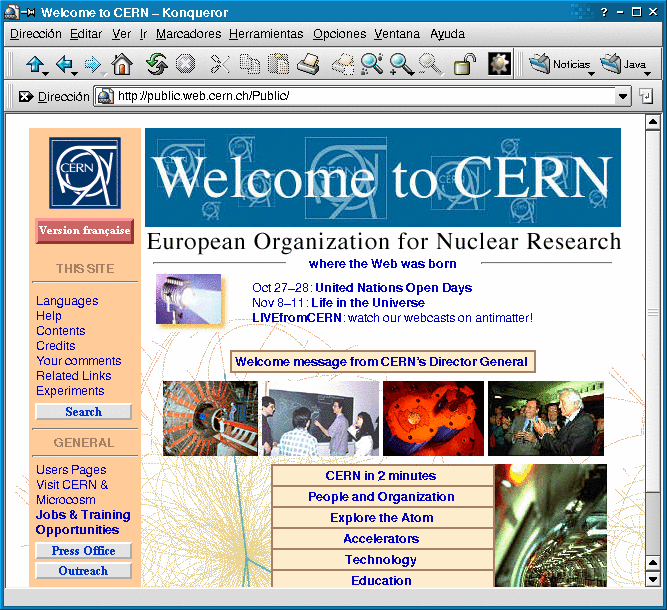 Welcome to CERN – Konqueror
Dirección Editar Ver Ir Marcadores Herramientas Opciones Ventana Ayuda
Noticias Java
Dirección http://public.web.cern.ch/Public/
CERN
Welcome to CERN
Version française
European Organization for Nuclear Research
where the Web was born
THIS SITE
Oct 27–28: United Nations Open Days
Nov 8–11: Life in the Universe
LIVEfromCERN: watch our webcasts on antimatter!
Languages
Help
Contents
Credits
Your comments
Related Links
Experiments
Search
Welcome message from CERN's Director General
GENERAL
Users Pages
Visit CERN &
Microcosm
Jobs & Training
Opportunities
Press Office
Outreach
CERN in 2 minutes
People and Organization
Explore the Atom
Accelerators
Technology
Education